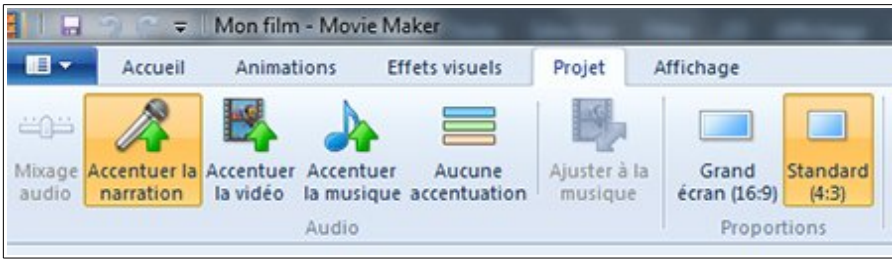 Mon film - Movie Maker
Accueil Animations Effets visuels Projet Affichage
Mixage Accentuer la Accentuer Accentuer Aucune Ajuster à la Grand Standard
audio narration la vidéo la musique accentuation musique écran (16:9) (4:3)
Audio Proportions